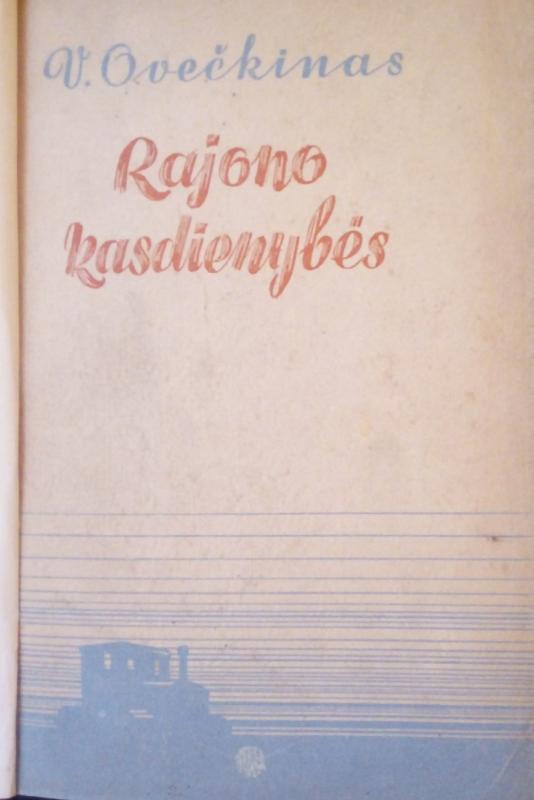 V. Ovečkinas
Rajono
kasdienybės